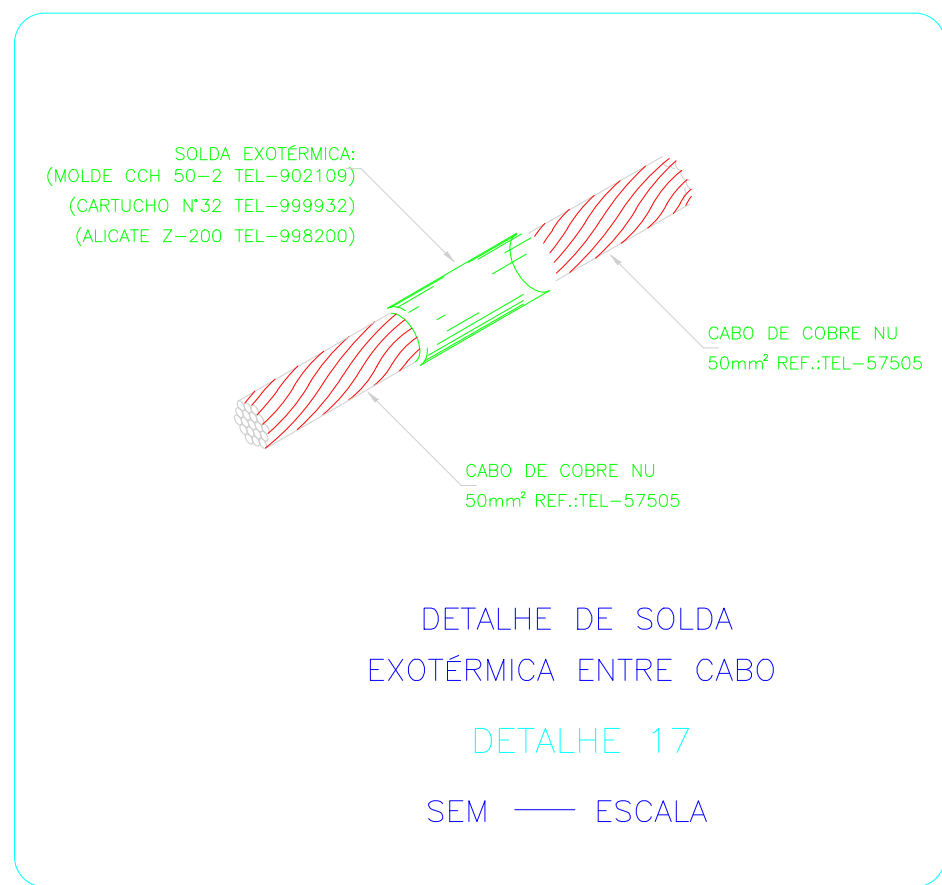 SOLDA EXOTÉRMICA:
(MOLDE CCH 50-2 TEL-902109)
(CARTUCHO N°32 TEL-999932)
(ALICATE Z-200 TEL-998200)
CABO DE COBRE NU
50mm² REF.:TEL-57505
CABO DE COBRE NU
50mm² REF.:TEL-57505
DETALHE DE SOLDA
EXOTÉRMICA ENTRE CABO
DETALHE 17
SEM — ESCALA